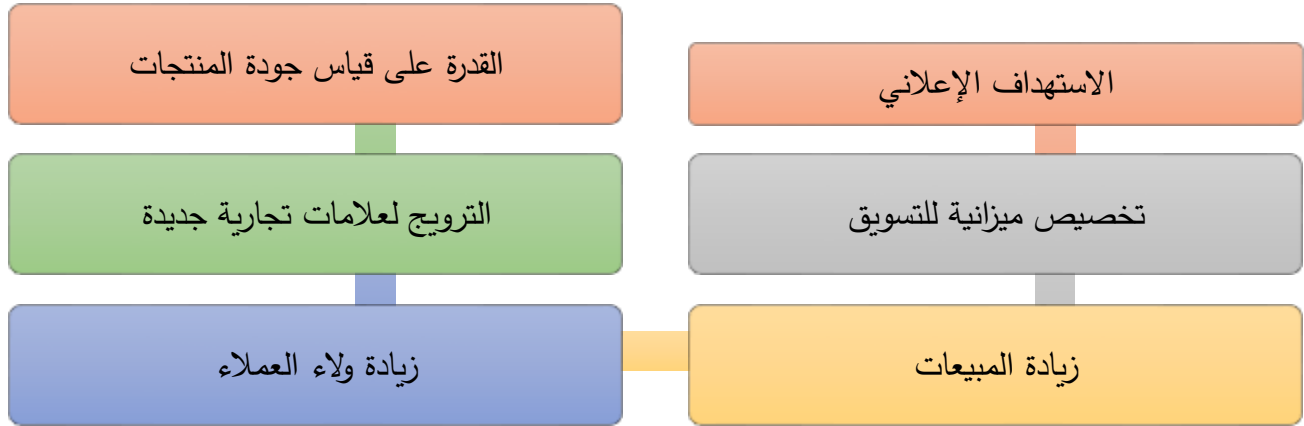 الاستهداف الإعلاني
تخصيص ميزانية للتسويق
زيادة المبيعات
زيادة ولاء العملاء
الترويج لعلامات تجارية جديدة
القدرة على قياس جودة المنتجات